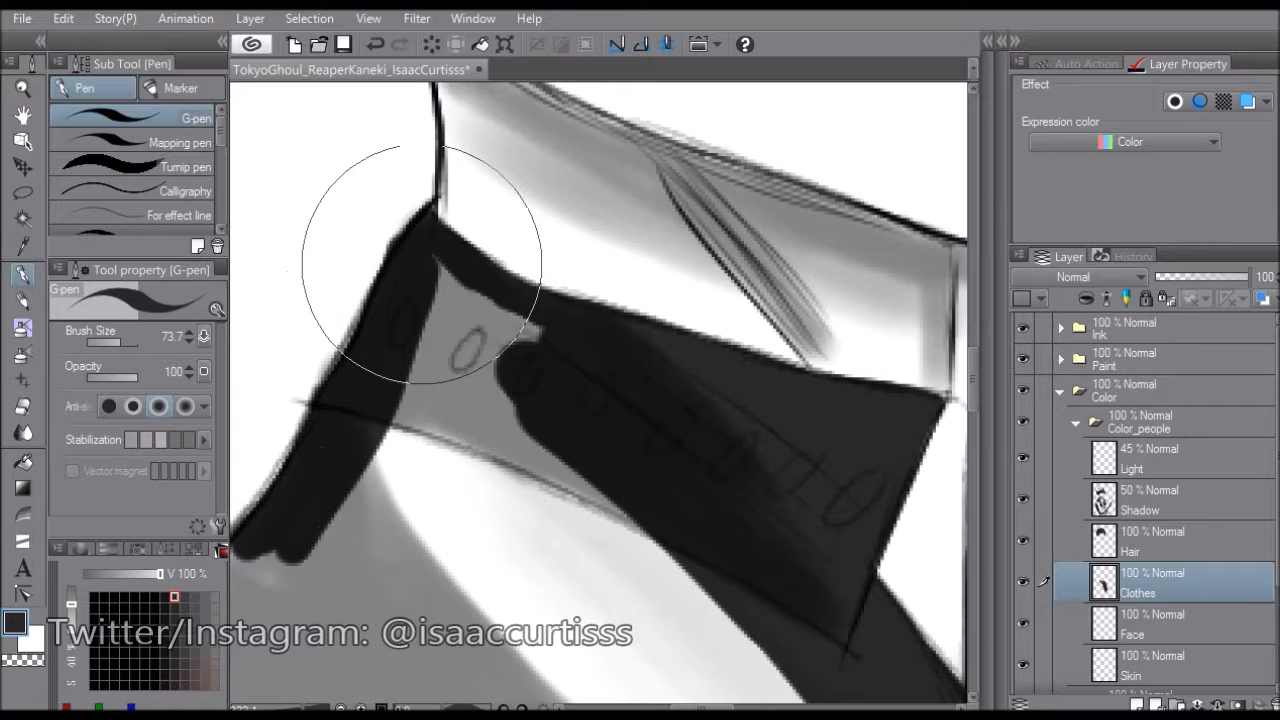 File Edit Story(P) Animation Layer Selection Filter Window Help
Sub Tool [Pen]
Pen Marker
G-pen
Mapping pen
Turnip pen
Calligraphy
For effect line
Tool property [G-pen]
G-pen
Brush Size 73.7
Opacity 100
Stabilization
Vector magnet
V 100 %
TokyoGhoul_ReaperKaneki_IsaacCurtisss*
Twitter/Instagram: @isaaccurtisss
Auto Action Layer Property
Effect
Expression color
Color
Layer History
Normal 100
100 % Normal
Ink
100 % Normal
Paint
100 % Normal
Color
100 % Normal
Color_people
45 % Normal
Light
50 % Normal
Shadow
100 % Normal
Hair
100 % Normal
Clothes
100 % Normal
Face
100 % Normal
Skin